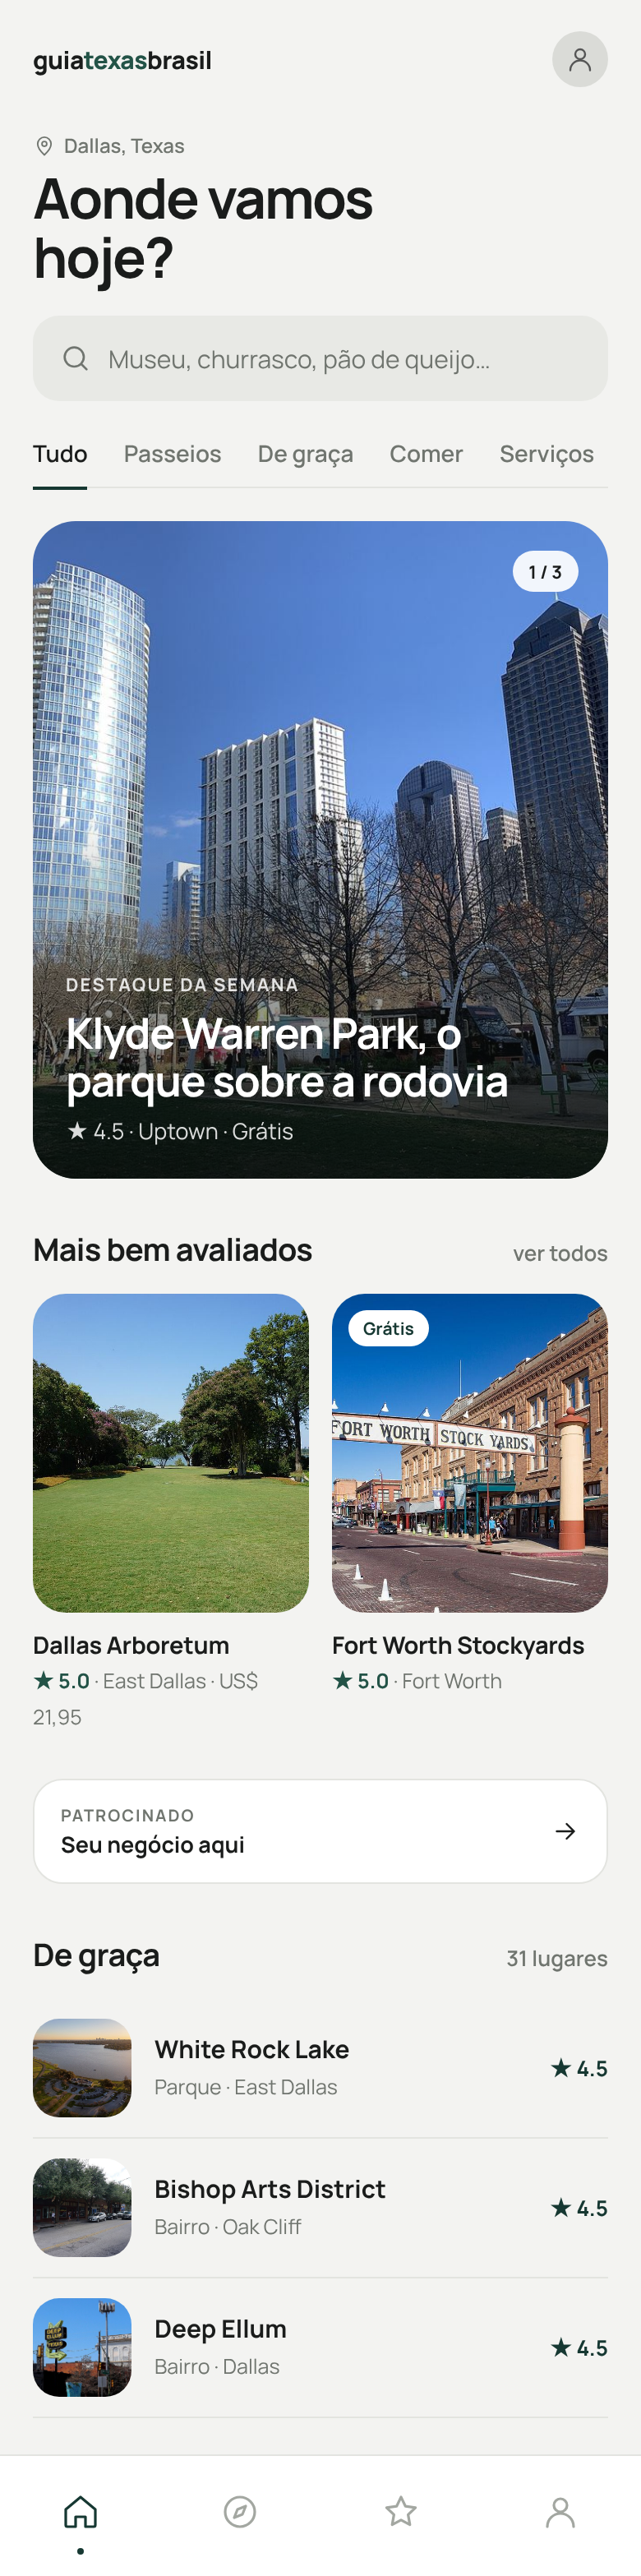 guiatexasbrasil
Dallas, Texas
Aonde vamos
hoje?
Museu, churrasco, pão de queijo...
Tudo Passeios De graça Comer Serviços
1 / 3
DESTAQUE DA SEMANA
Klyde Warren Park, o
parque sobre a rodovia
★ 4.5 · Uptown · Grátis
Mais bem avaliados ver todos
Grátis
FORT WORTH STOCK YARDS
Dallas Arboretum
★ 5.0 · East Dallas · US$
21,95
Fort Worth Stockyards
★ 5.0 · Fort Worth
PATROCINADO
Seu negócio aqui
De graça 31 lugares
White Rock Lake
Parque · East Dallas
★ 4.5
Bishop Arts District
Bairro · Oak Cliff
★ 4.5
Deep Ellum
Bairro · Dallas
★ 4.5